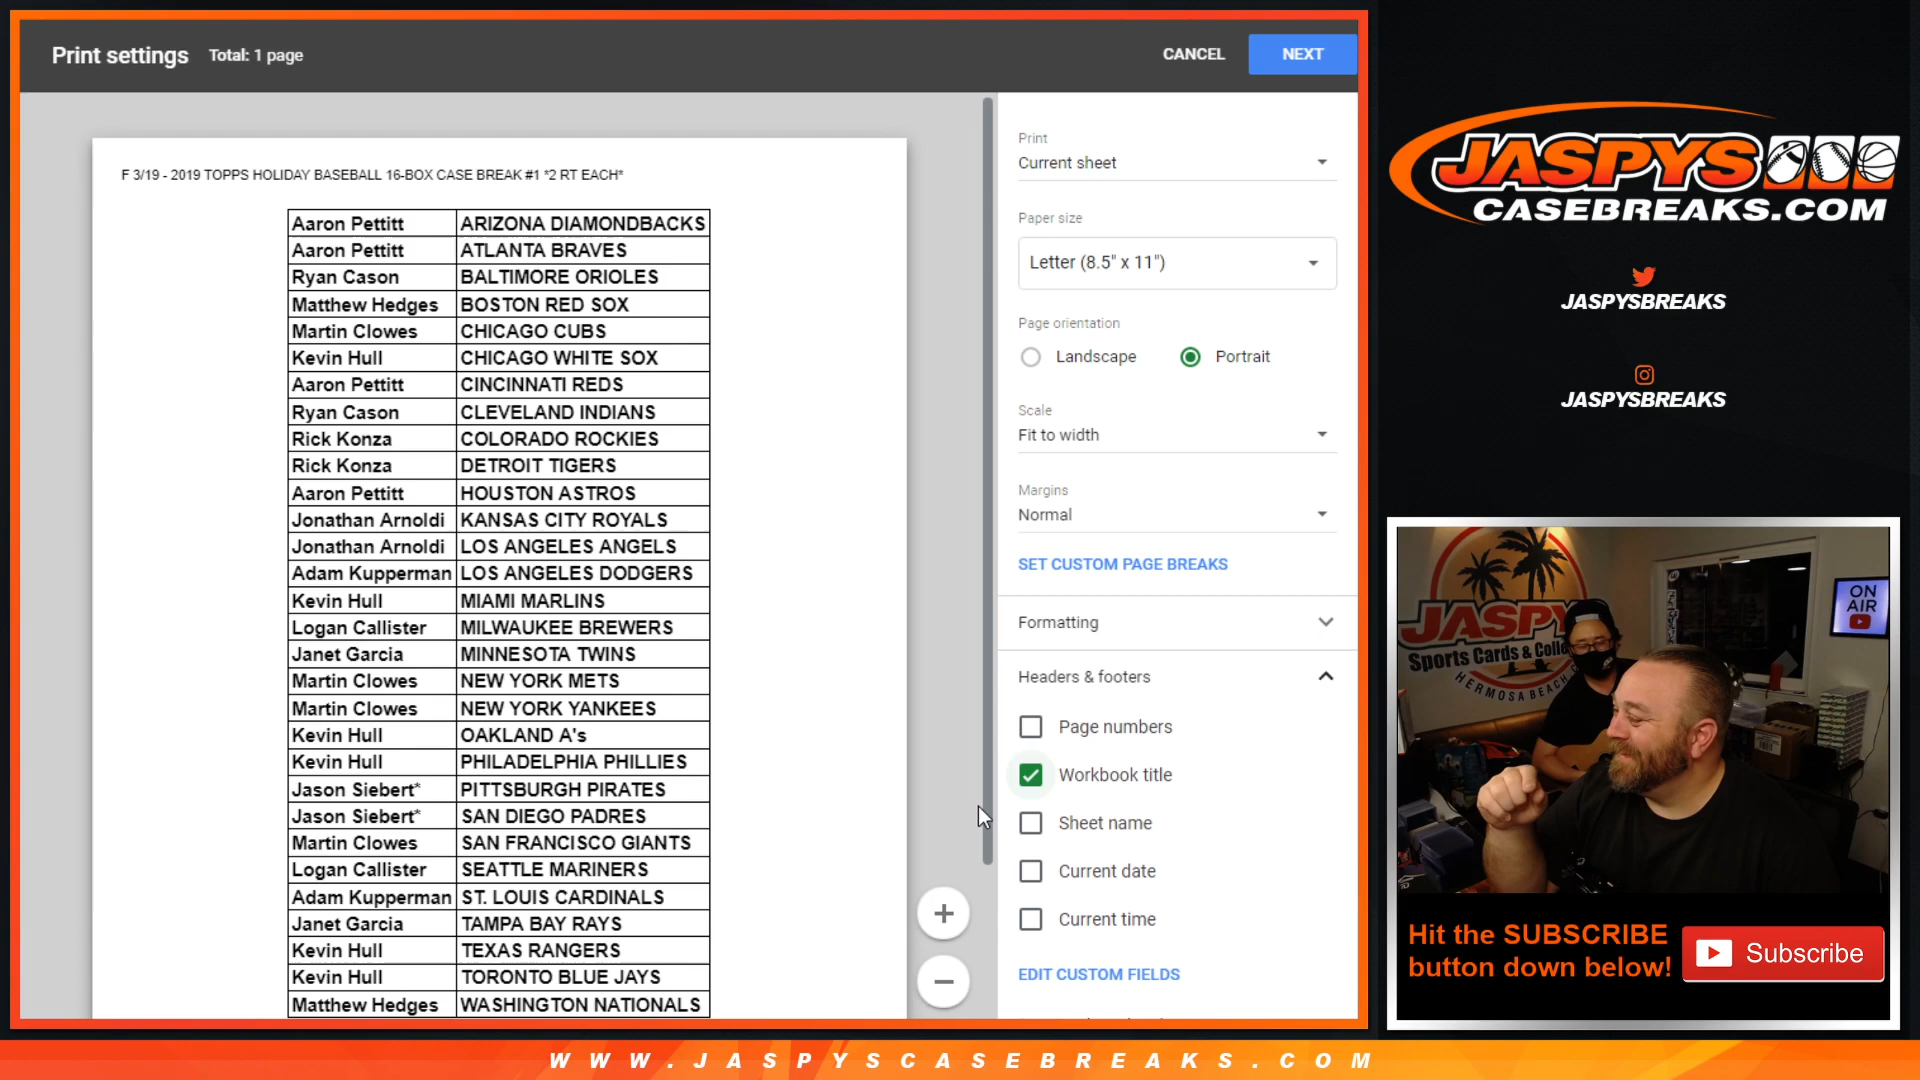 Print settings Total: 1 page
CANCEL NEXT
F 3/19 - 2019 TOPPS HOLIDAY BASEBALL 16-BOX CASE BREAK #1 *2 RT EACH*
Aaron Pettitt ARIZONA DIAMONDBACKS
Aaron Pettitt ATLANTA BRAVES
Ryan Cason BALTIMORE ORIOLES
Matthew Hedges BOSTON RED SOX
Martin Clowes CHICAGO CUBS
Kevin Hull CHICAGO WHITE SOX
Aaron Pettitt CINCINNATI REDS
Ryan Cason CLEVELAND INDIANS
Rick Konza COLORADO ROCKIES
Rick Konza DETROIT TIGERS
Aaron Pettitt HOUSTON ASTROS
Jonathan Arnoldi KANSAS CITY ROYALS
Jonathan Arnoldi LOS ANGELES ANGELS
Adam Kupperman LOS ANGELES DODGERS
Kevin Hull MIAMI MARLINS
Logan Callister MILWAUKEE BREWERS
Janet Garcia MINNESOTA TWINS
Martin Clowes NEW YORK METS
Martin Clowes NEW YORK YANKEES
Kevin Hull OAKLAND A's
Kevin Hull PHILADELPHIA PHILLIES
Jason Siebert* PITTSBURGH PIRATES
Jason Siebert* SAN DIEGO PADRES
Martin Clowes SAN FRANCISCO GIANTS
Logan Callister SEATTLE MARINERS
Adam Kupperman ST. LOUIS CARDINALS
Janet Garcia TAMPA BAY RAYS
Kevin Hull TEXAS RANGERS
Kevin Hull TORONTO BLUE JAYS
Matthew Hedges WASHINGTON NATIONALS
Print
Current sheet
Paper size
Letter (8.5" x 11")
Page orientation
Landscape Portrait
Scale
Fit to width
Margins
Normal
SET CUSTOM PAGE BREAKS
Formatting
Headers & footers
Page numbers
Workbook title
Sheet name
Current date
Current time
EDIT CUSTOM FIELDS
JASPYS
CASEBREAKS.COM
JASPYSBREAKS
JASPYSBREAKS
JASPY
Sports Cards & Colle
HERMOSA BEACH
ON
AIR
Hit the SUBSCRIBE
button down below!
Subscribe
WWW.JASPYSCASEBREAKS.COM